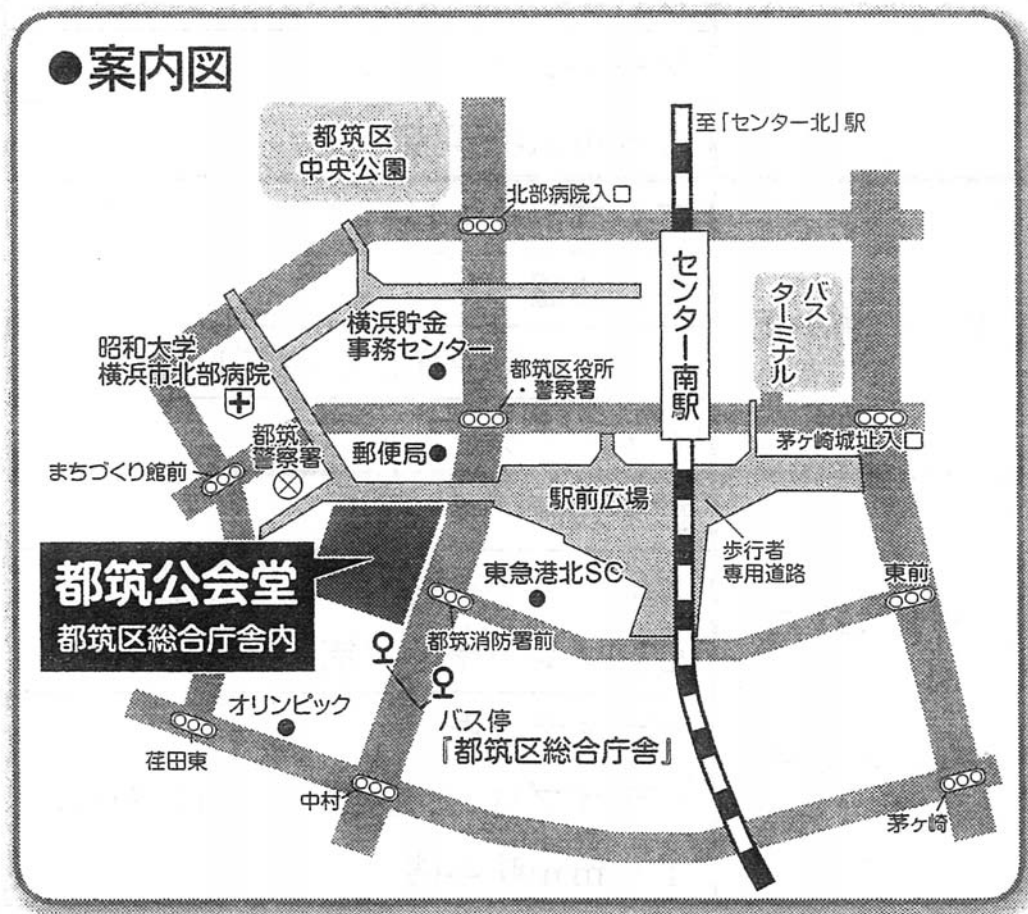 ●案内図
都筑区
中央公園
至「センター北」駅
北部病院入口
センター南駅
バス
ターミナル
横浜貯金
事務センター
昭和大学
横浜市北部病院
都筑区役所
・警察署
茅ヶ崎城址入口
都筑
警察署
郵便局
まちづくり館前
駅前広場
歩行者
専用道路
都筑公会堂
都筑区総合庁舎内
東急港北SC
東前
都筑消防署前
オリンピック
バス停
『都筑区総合庁舎』
荏田東
中村
茅ヶ崎